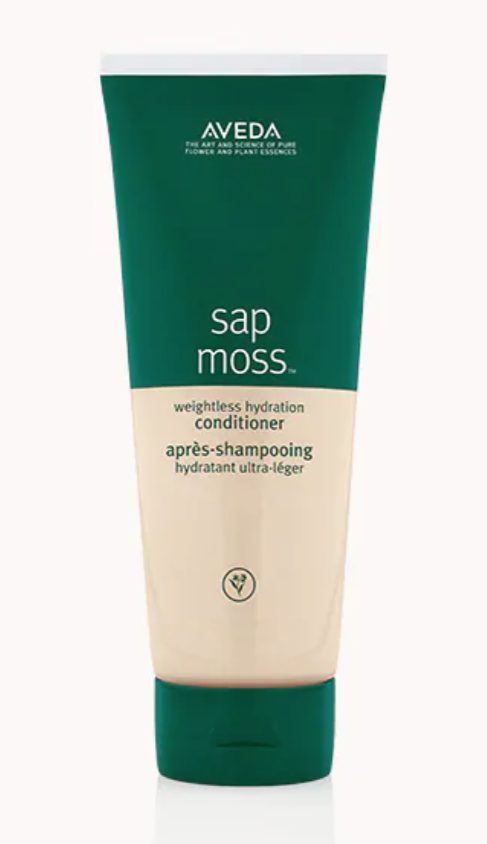 AVEDA
THE ART AND SCIENCE OF PURE
FLOWER AND PLANT ESSENCES
sap
moss™
weightless hydration
conditioner
après-shampooing
hydratant ultra-léger